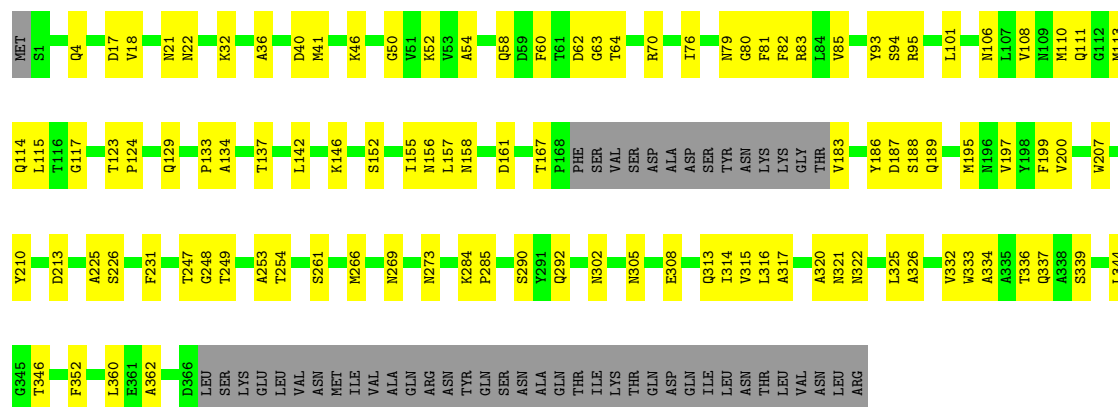 MET S1 Q4 D17 V18 N21 N22 K32 A36 D40 M41 K46 G50 V51 K52 V53 A54 Q58 D59 F60 T61 D62 G63 T64 R70 I76 N79 G80 F81 F82 R83 L84 V85 Y93 S94 R95 L101 N106 L107 V108 N109 M110 Q111 G112 M113
Q114 L115 T116 G117 T123 P124 Q129 P133 A134 T137 L142 K146 S152 I155 N156 L157 N158 D161 T167 P168 PHE SER VAL SER ASP ALA ASP SER TYR ASN LYS LYS GLY THR V183 Y186 D187 S188 Q189 M195 N196 V197 Y198 F199 V200 W207
Y210 D213 A225 S226 F231 T247 G248 T249 A253 T254 S261 M266 N269 N273 K284 P285 S290 Y291 Q292 N302 N305 E308 Q313 I314 V315 L316 A317 A320 N321 N322 L325 A326 V332 W333 A334 A335 T336 Q337 A338 S339 L344
G345 T346 F352 L360 E361 A362 D366 LEU SER LYS GLU LEU VAL ASN MET ILE VAL ALA GLN ARG ASN TYR GLN SER ASN ALA GLN THR ILE LYS THR GLN ASP GLN ILE LEU ASN THR LEU VAL ASN LEU ARG